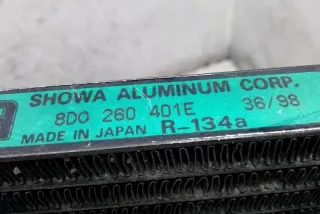 SHOWA ALUMINUM CORP.
8D0 260 401E 36/98
MADE IN JAPAN R-134a